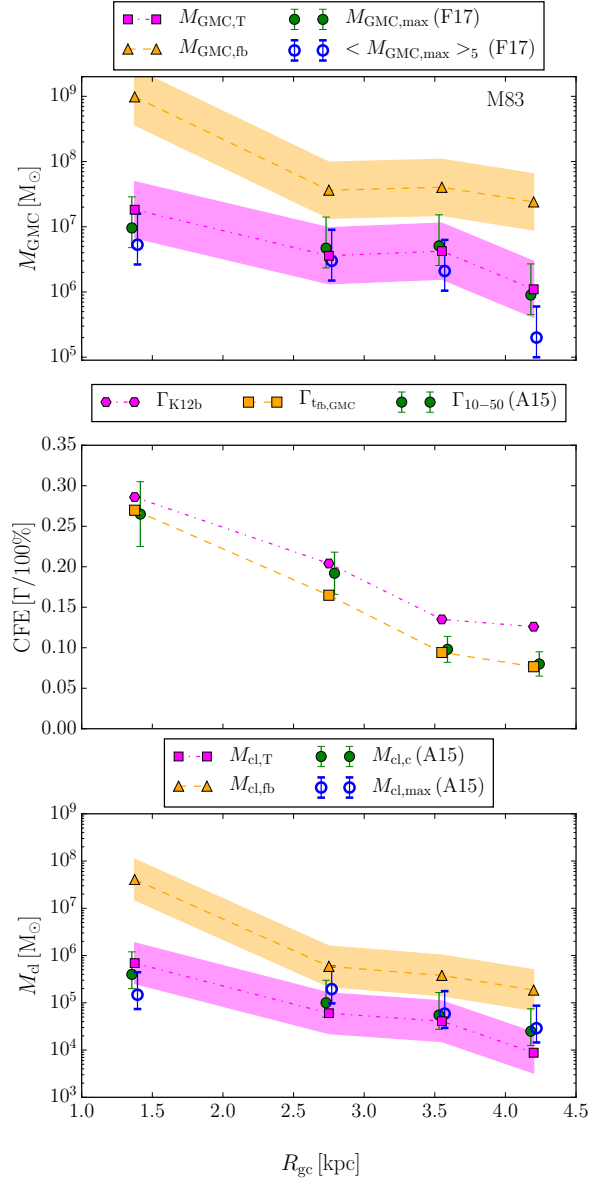 M_GMC,T M_GMC,max (F17)
M_GMC,fb < M_GMC,max >_5 (F17)
M83
10^9
10^8
10^7
10^6
10^5
M_GMC [M_⊙]
Γ_K12b Γ_t_fb,GMC Γ_10−50 (A15)
0.35
0.30
0.25
0.20
0.15
0.10
0.05
0.00
CFE [Γ/100%]
M_cl,T M_cl,c (A15)
M_cl,fb M_cl,max (A15)
10^9
10^8
10^7
10^6
10^5
10^4
10^3
M_cl [M_⊙]
1.0 1.5 2.0 2.5 3.0 3.5 4.0 4.5
R_gc [kpc]